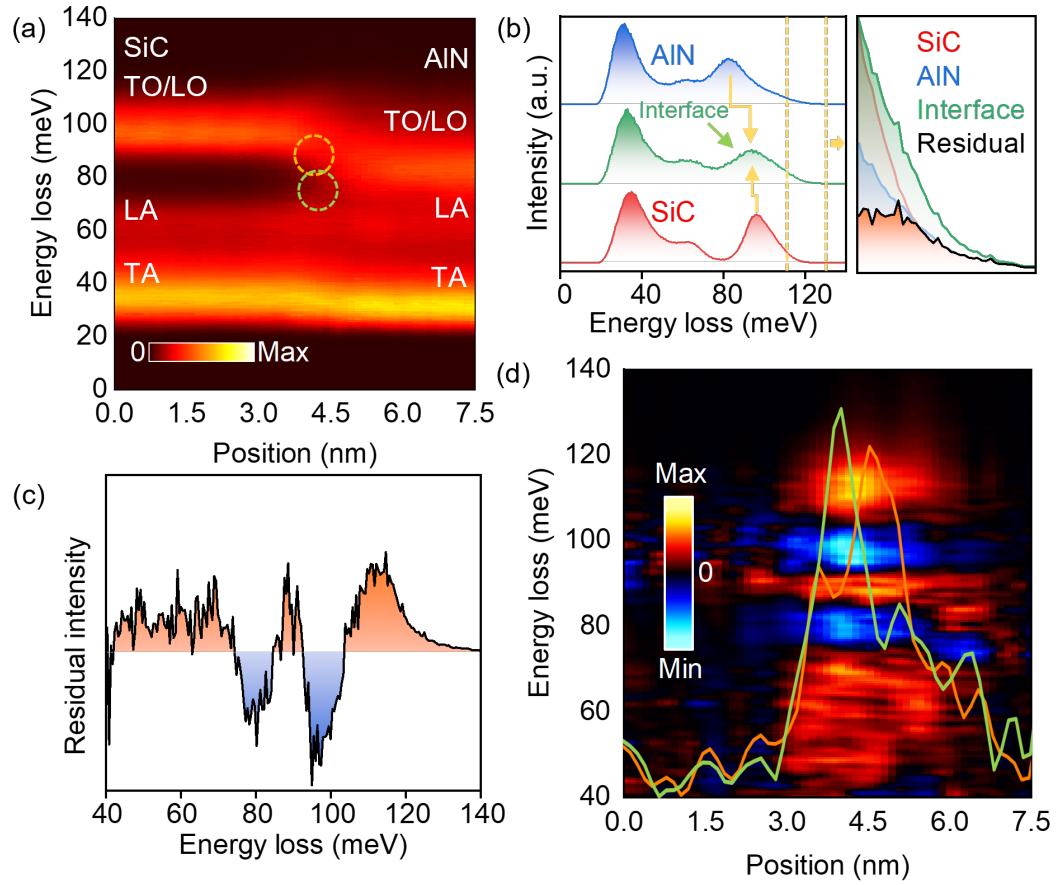 (a)
SiC
TO/LO
LA
TA
AlN
TO/LO
LA
TA
0 Max
140
120
100
80
60
40
20
0
Energy loss (meV)
0.0 1.5 3.0 4.5 6.0 7.5
Position (nm)
(b)
AlN
Interface
SiC
Intensity (a.u.)
0 40 80 120
Energy loss (meV)
SiC
AlN
Interface
Residual
(c)
Residual intensity
40 60 80 100 120 140
Energy loss (meV)
(d)
140
120
100
80
60
40
Energy loss (meV)
Max
0
Min
0.0 1.5 3.0 4.5 6.0 7.5
Position (nm)